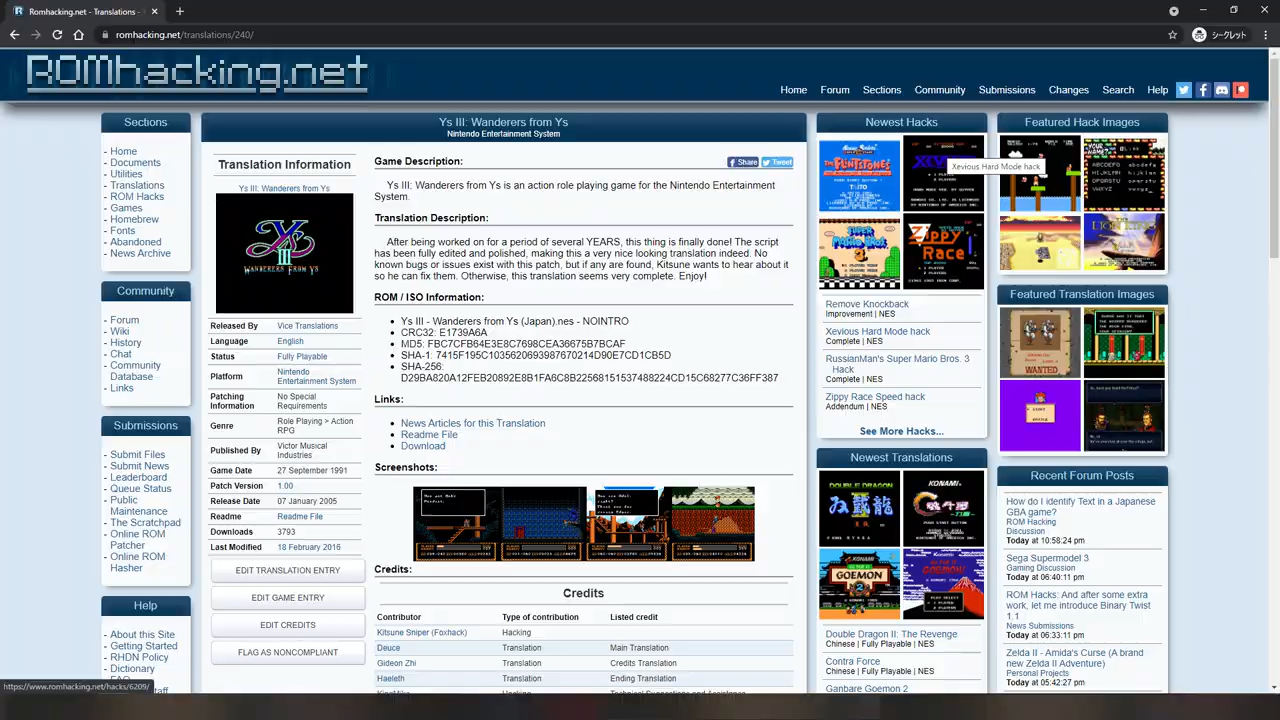 ROMhacking.net | Translations -
romhacking.net/translations/240/
シークレット
ROMhacking.net
Home Forum Sections Community Submissions Changes Search Help
Sections
- Home
- Documents
- Utilities
- Translations
- ROM Hacks
- Games
- Homebrew
- Fonts
- Abandoned
- News Archive
Community
- Forum
- Wiki
- History
- Chat
- Community
Database
- Links
Submissions
- Submit Files
- Submit News
- Leaderboard
- Queue Status
- Public
Maintenance
- The Scratchpad
- Online ROM
Patcher
- Online ROM
Hasher
Help
- About this Site
- Getting Started
- RHDN Policy
- Dictionary
- FAQ
https://www.romhacking.net/hacks/6209/
Ys III: Wanderers from Ys
Nintendo Entertainment System
Translation Information
Ys III: Wanderers from Ys
WANDERERS FROM YS
Released By Vice Translations
Language English
Status Fully Playable
Platform Nintendo
Entertainment System
Patching
Information
No Special
Requirements
Genre Role Playing > Action
RPG
Published By Victor Musical
Industries
Game Date 27 September 1991
Patch Version 1.00
Release Date 07 January 2005
Readme Readme File
Downloads 3793
Last Modified 18 February 2016
EDIT TRANSLATION ENTRY
EDIT GAME ENTRY
EDIT CREDITS
FLAG AS NONCOMPLIANT
Game Description:
Share Tweet
Ys III: Wanderers from Ys is an action role playing game for the Nintendo Entertainment
System.
Translation Description:
After being worked on for a period of several YEARS, this thing is finally done! The script
has been fully edited and polished, making this a very nice looking translation indeed. No
known bugs or issues exist with this patch, but if any are found, Kitsune wants to hear about it
so he can fix it. Otherwise, this translation seems very complete. Enjoy!
ROM / ISO Information:
Ys III - Wanderers from Ys (Japan).nes - NOINTRO
Links:
News Articles for this Translation
Readme File
Download
Screenshots:
Credits:
Credits
Contributor Type of contribution Listed credit
Kitsune Sniper (Foxhack) Hacking
Deuce Translation Main Translation
Gideon Zhi Translation Credits Translation
Haeleth Translation Ending Translation
Newest Hacks
Xevious Hard Mode hack
Remove Knockback
Improvement | NES
Xevious Hard Mode hack
Complete | NES
RussianMan's Super Mario Bros. 3
Hack
Complete | NES
Zippy Race Speed hack
Addendum | NES
See More Hacks...
Newest Translations
DOUBLE DRAGON
KONAMI
KONAMI
GOEMON
Double Dragon II: The Revenge
Chinese | Fully Playable | NES
Contra Force
Chinese | Fully Playable | NES
Ganbare Goemon 2
Featured Hack Images
Featured Translation Images
WANTED
Recent Forum Posts
How do I identify Text in a Japanese
GBA game?
ROM Hacking
Discussion
Today at 10:58:24 pm
Sega Supermodel 3
Gaming Discussion
Today at 06:40:11 pm
ROM Hacks: And after some extra
work, let me introduce Binary Twist
1.1
News Submissions
Today at 06:33:11 pm
Zelda II - Amida's Curse (A brand
new Zelda II Adventure)
Personal Projects
Today at 05:42:27 pm